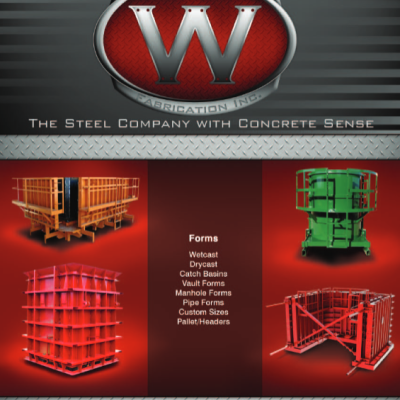 W
FABRICATION INC.
THE STEEL COMPANY WITH CONCRETE SENSE
Forms
Wetcast
Drycast
Catch Basins
Vault Forms
Manhole Forms
Pipe Forms
Custom Sizes
Pallet/Headers